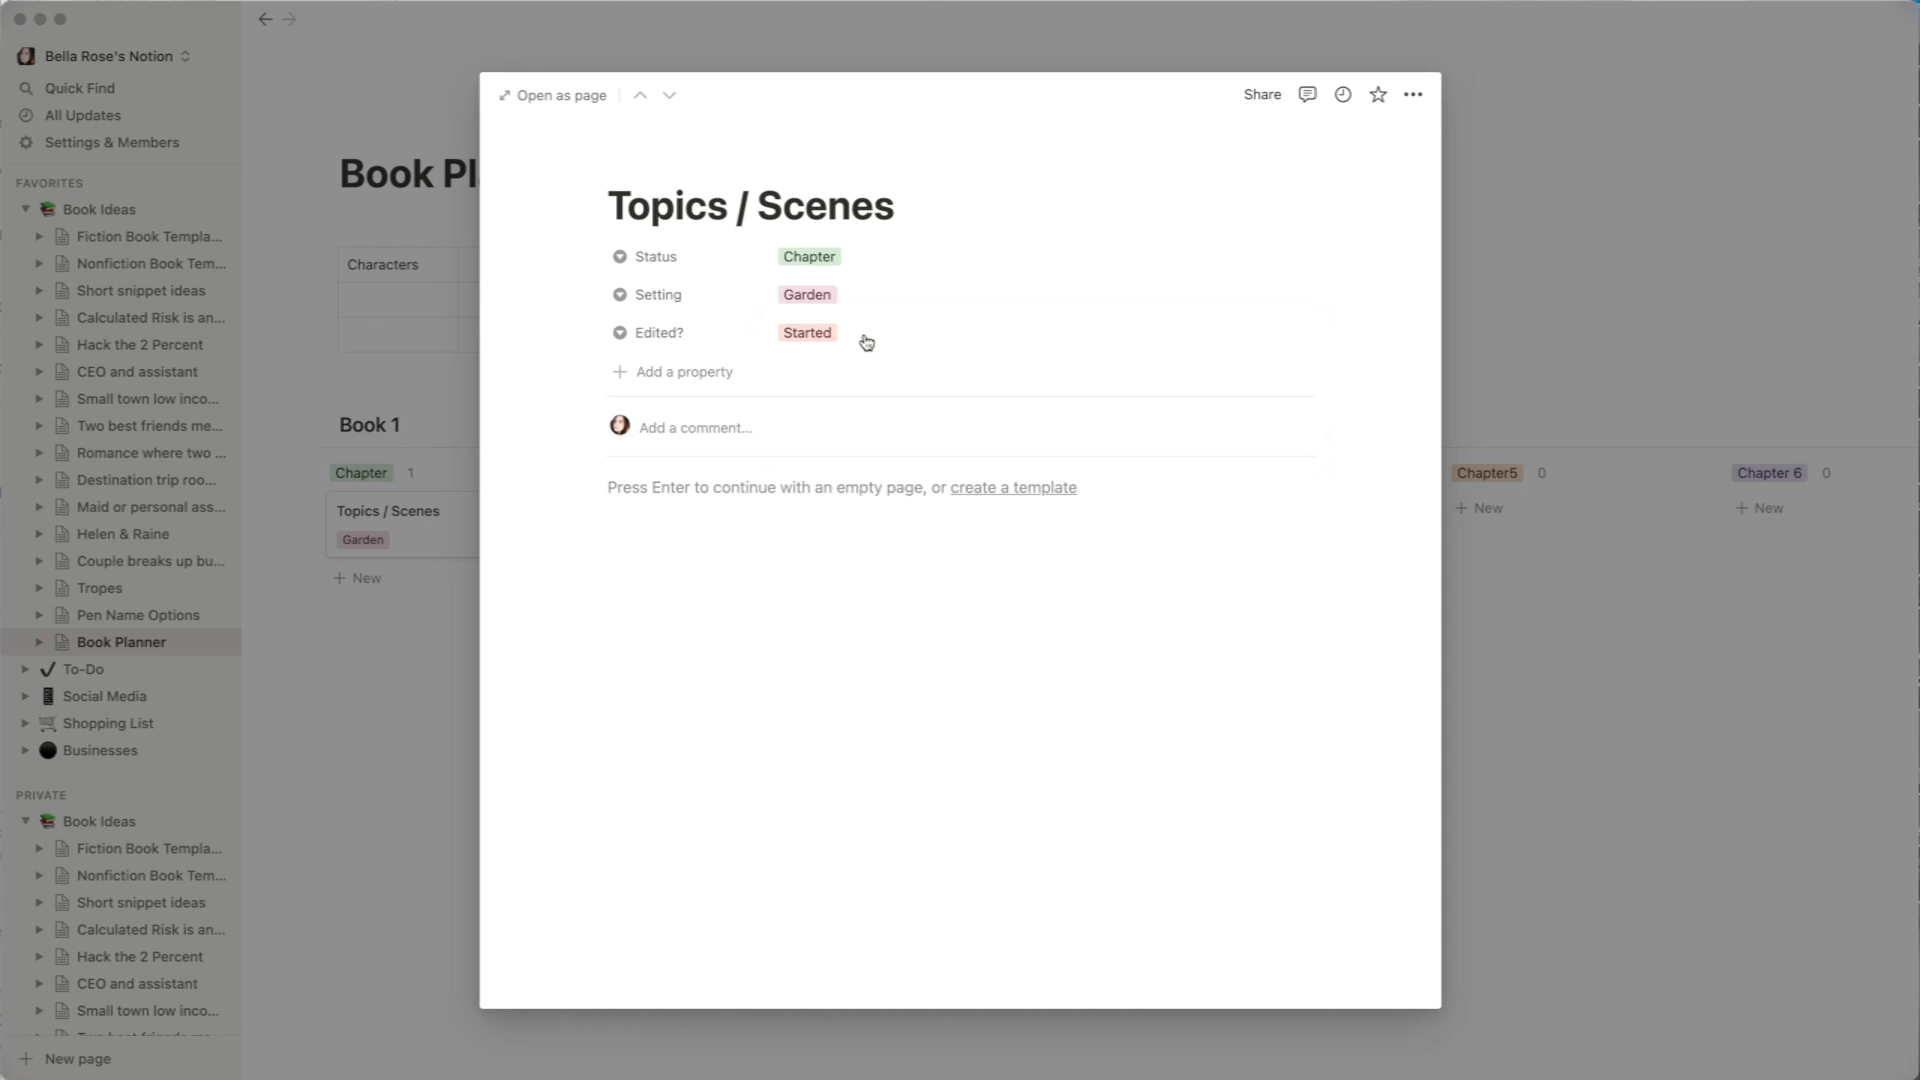 Bella Rose's Notion
Quick Find
All Updates
Settings & Members
FAVORITES
Book Ideas
Fiction Book Templa...
Nonfiction Book Tem...
Short snippet ideas
Calculated Risk is an...
Hack the 2 Percent
CEO and assistant
Small town low inco...
Two best friends me...
Romance where two ...
Destination trip roo...
Maid or personal ass...
Helen & Raine
Couple breaks up bu...
Tropes
Pen Name Options
Book Planner
To-Do
Social Media
Shopping List
Businesses
PRIVATE
Book Ideas
Fiction Book Templa...
Nonfiction Book Tem...
Short snippet ideas
Calculated Risk is an...
Hack the 2 Percent
CEO and assistant
Small town low inco...
New page
Book Pl
Characters
Book 1
Chapter 1
Topics / Scenes
Garden
New
Open as page
Share
Topics / Scenes
Status Chapter
Setting Garden
Edited? Started
Add a property
Add a comment...
Press Enter to continue with an empty page, or create a template
Chapter5 0
New
Chapter 6 0
New